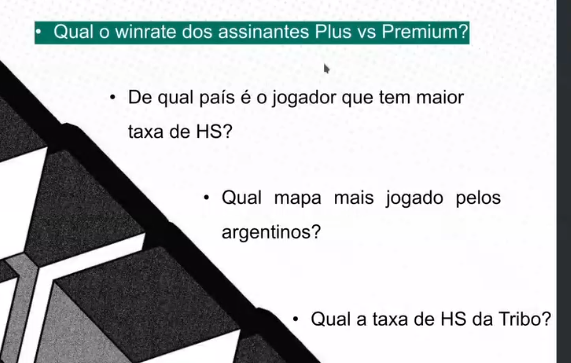 • Qual o winrate dos assinantes Plus vs Premium?
• De qual país é o jogador que tem maior
taxa de HS?
• Qual mapa mais jogado pelos
argentinos?
• Qual a taxa de HS da Tribo?